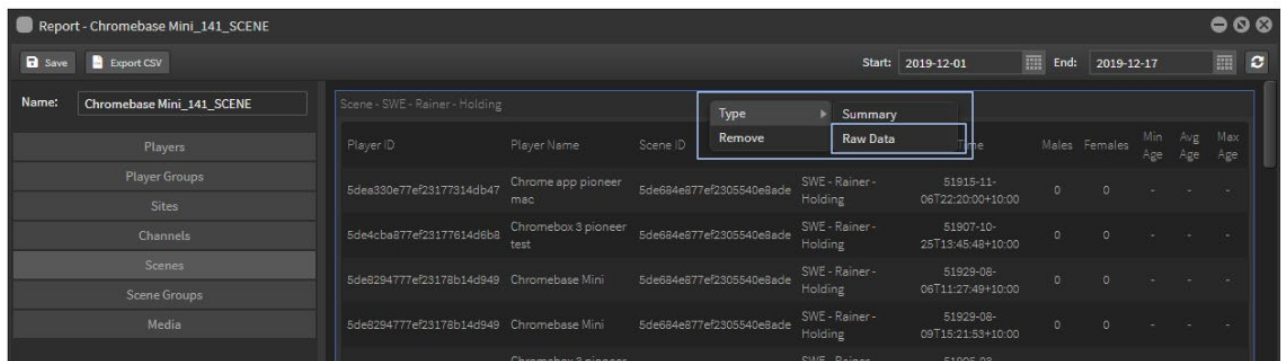 Report - Chromebase Mini_141_SCENE
Save Export CSV Start: 2019-12-01 End: 2019-12-17
Name: Chromebase Mini_141_SCENE
Players
Player Groups
Sites
Channels
Scenes
Scene Groups
Media
Scene - SWE - Rainer - Holding
Type Summary
Remove Raw Data
Player ID Player Name Scene ID Time Males Females Min Age Avg Age Max Age
5dea330e77ef23177314db47 Chrome app pioneer mac 5de684e877ef2305540e8ade SWE - Rainer - Holding 51915-11-06T22:20:00+10:00 0 0 - - -
5de4cba877ef23177614d6b8 Chromebox 3 pioneer test 5de684e877ef2305540e8ade SWE - Rainer - Holding 51907-10-25T13:45:48+10:00 0 0 - - -
5de8294777ef23178b14d949 Chromebase Mini 5de684e877ef2305540e8ade SWE - Rainer - Holding 51929-08-06T11:27:49+10:00 0 0 - - -
5de8294777ef23178b14d949 Chromebase Mini 5de684e877ef2305540e8ade SWE - Rainer - Holding 51929-08-09T15:21:53+10:00 0 0 - - -